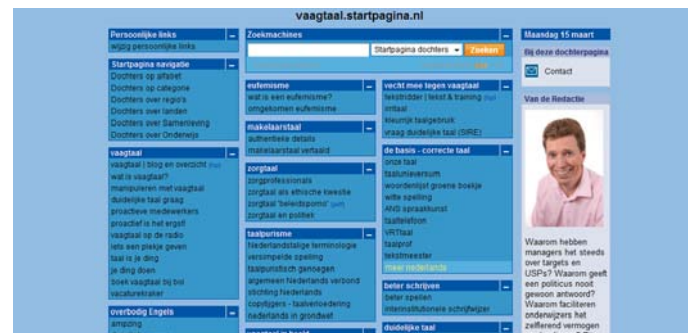 vaagtaal.startpagina.nl
Persoonlijke links
wijzig persoonlijke links
Startpagina navigatie
Dochters op alfabet
Dochters op categorie
Dochters over regio's
Dochters over landen
Dochters over Samenleving
Dochters over Onderwijs
vaagtaal
vaagtaal | blog en overzicht
wat is vaagtaal?
manipuleren met vaagtaal
duidelijke taal graag
proactieve medewerkers
proactief is het ergst!
vaagtaal op de radio
iets een plekje geven
taal is je ding
je ding doen
boek vaagtaal bij bol
vacaturekraker
overbodig Engels
ampzing
Zoekmachines
Startpagina dochters
Zoeken
eufemisme
wat is een eufemisme?
omgekomen eufemisme
makelaarstaal
authentieke details
makelaarstaal vertaald
zorgtaal
zorgprofessionals
zorgtaal als ethische kwestie
zorgtaal 'beleidsporno' (pdf)
zorgtaal en politiek
taalpurisme
Nederlandstalige terminologie
versimpelde spelling
taalpuristisch genoegen
algemeen Nederlands verbond
stichting Nederlands
copytijgers - taalverloedering
nederlands in grondwet
vecht mee tegen vaagtaal
tekstridder | tekst & training
irritaal
kleurrijk taalgebruik
vraag duidelijke taal (SIRE)
de basis - correcte taal
onze taal
taalunieversum
woordenlijst groene boekje
witte spelling
ANS spraakkunst
taaltelefoon
VRTtaal
taalprof
tekstmeester
meer nederlands
beter schrijven
beter spellen
interinstitutionele schrijfwijzer
duidelijke taal
Maandag 15 maart
Bij deze dochterpagina
Contact
Van de Redactie
Waarom hebben
managers het steeds
over targets en
USPs? Waarom geeft
een politicus nooit
gewoon antwoord?
Waarom faciliteren
onderwijzers het
zelflerend vermogen